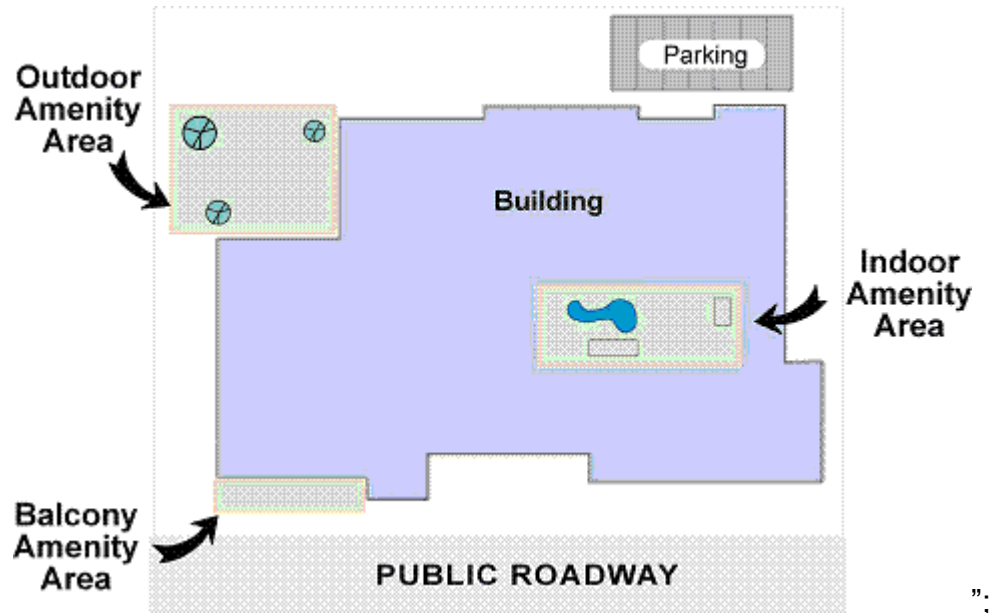 Parking
Outdoor
Amenity
Area
Building
Indoor
Amenity
Area
Balcony
Amenity
Area
PUBLIC ROADWAY
”;